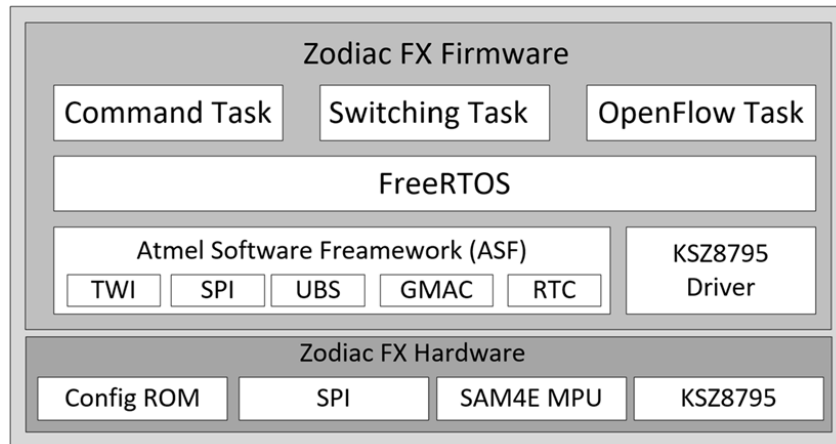 Zodiac FX Firmware
Command Task
Switching Task
OpenFlow Task
FreeRTOS
Atmel Software Freamework (ASF)
TWI
SPI
UBS
GMAC
RTC
KSZ8795
Driver
Zodiac FX Hardware
Config ROM
SPI
SAM4E MPU
KSZ8795